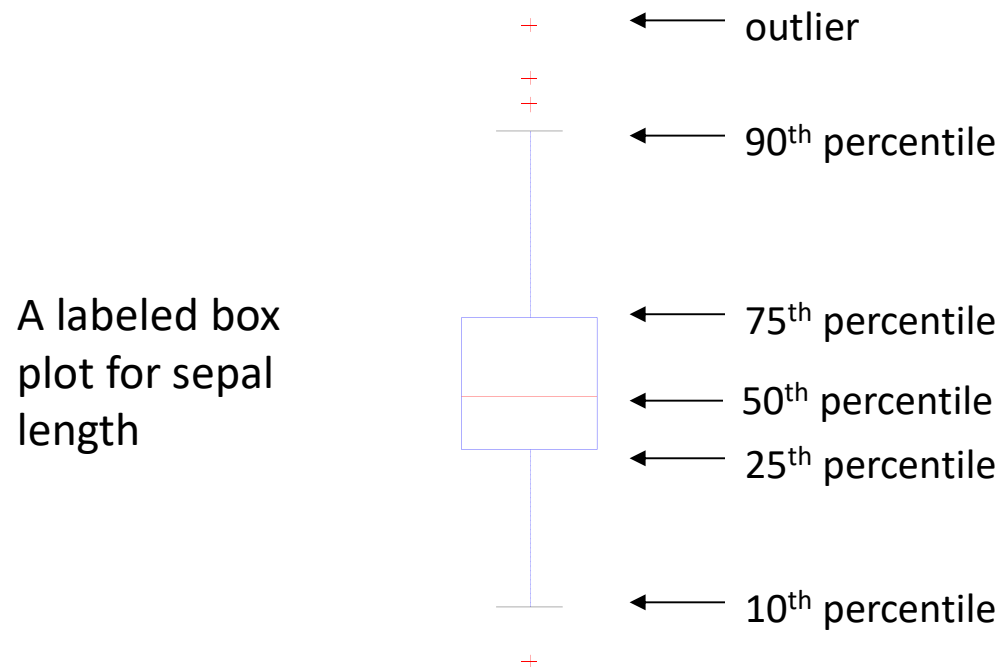 outlier
90th percentile
A labeled box
plot for sepal
length
75th percentile
50th percentile
25th percentile
10th percentile